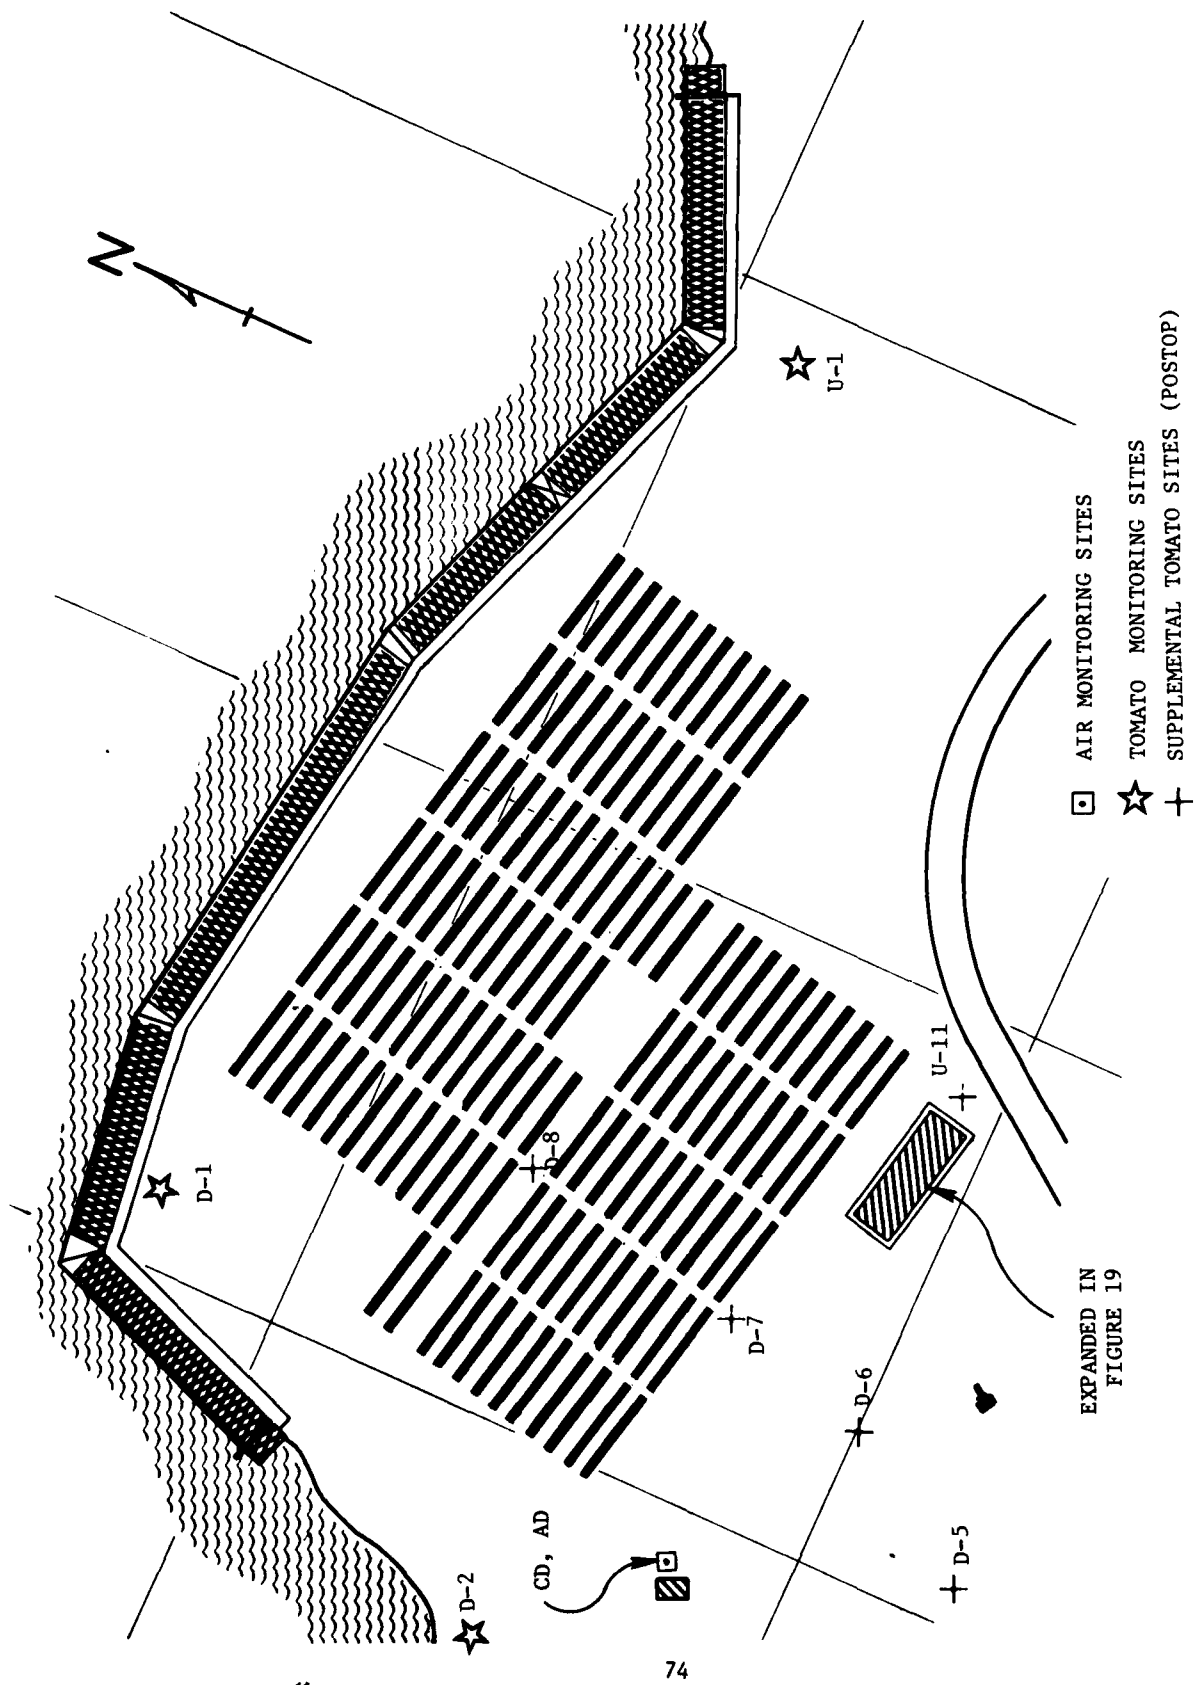 N
U-1
D-1
D-8
U-11
D-7
D-6
D-5
D-2
CD, AD
EXPANDED IN
FIGURE 19
AIR MONITORING SITES
TOMATO MONITORING SITES
SUPPLEMENTAL TOMATO SITES (POSTOP)
74